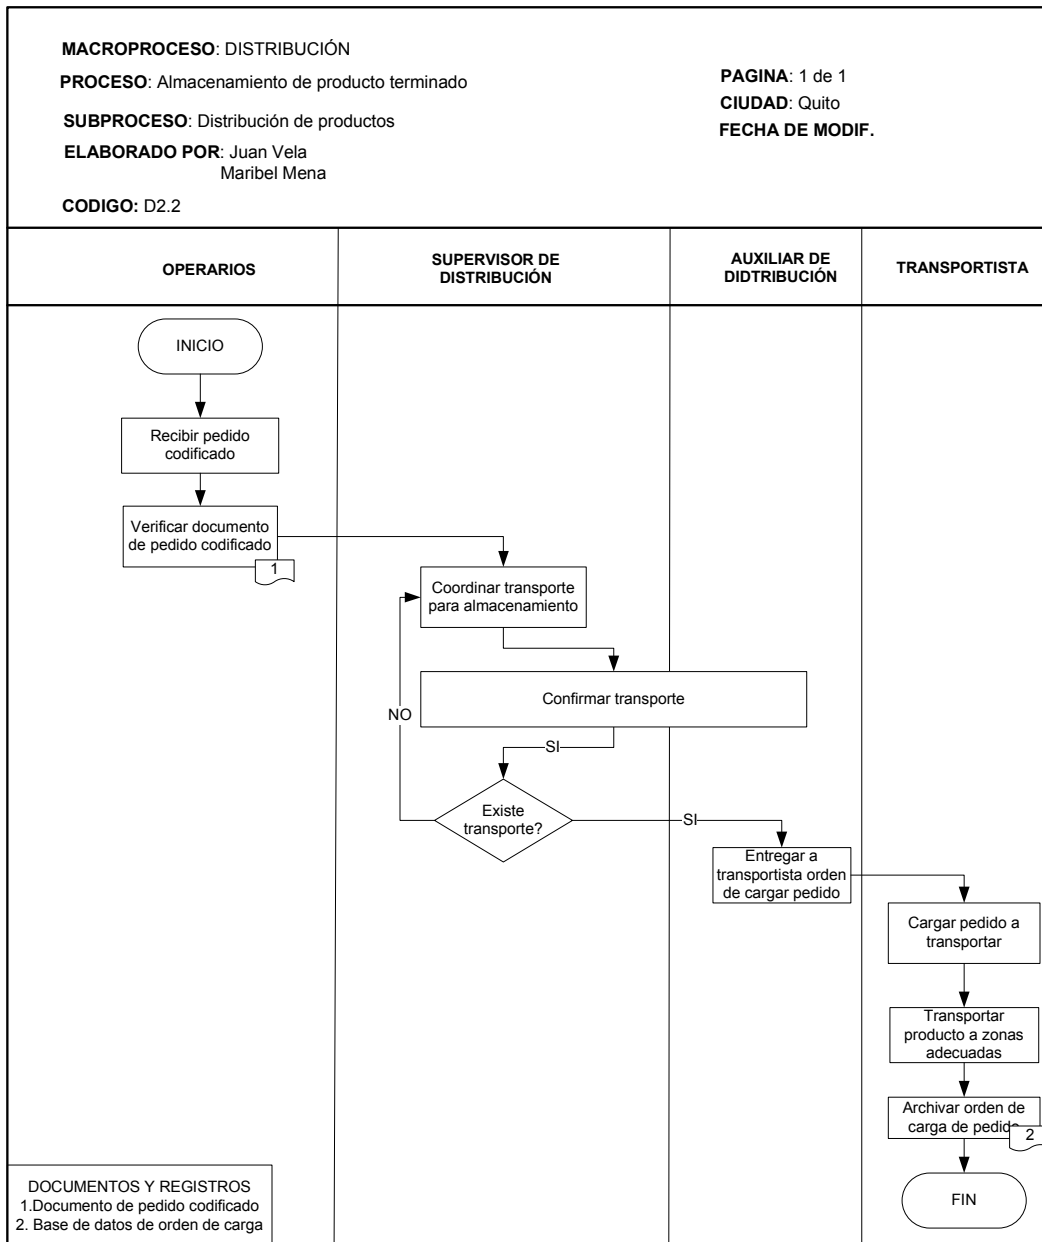 MACROPROCESO: DISTRIBUCIÓN
PROCESO: Almacenamiento de producto terminado
SUBPROCESO: Distribución de productos
ELABORADO POR: Juan Vela
Maribel Mena
CODIGO: D2.2
PAGINA: 1 de 1
CIUDAD: Quito
FECHA DE MODIF.
OPERARIOS
SUPERVISOR DE
DISTRIBUCIÓN
AUXILIAR DE
DIDTRIBUCIÓN
TRANSPORTISTA
INICIO
Recibir pedido
codificado
Verificar documento
de pedido codificado
1
Coordinar transporte
para almacenamiento
Confirmar transporte
NO
SI
Existe
transporte?
SI
Entregar a
transportista orden
de cargar pedido
Cargar pedido a
transportar
Transportar
producto a zonas
adecuadas
Archivar orden de
carga de pedido
2
FIN
DOCUMENTOS Y REGISTROS
1.Documento de pedido codificado
2. Base de datos de orden de carga